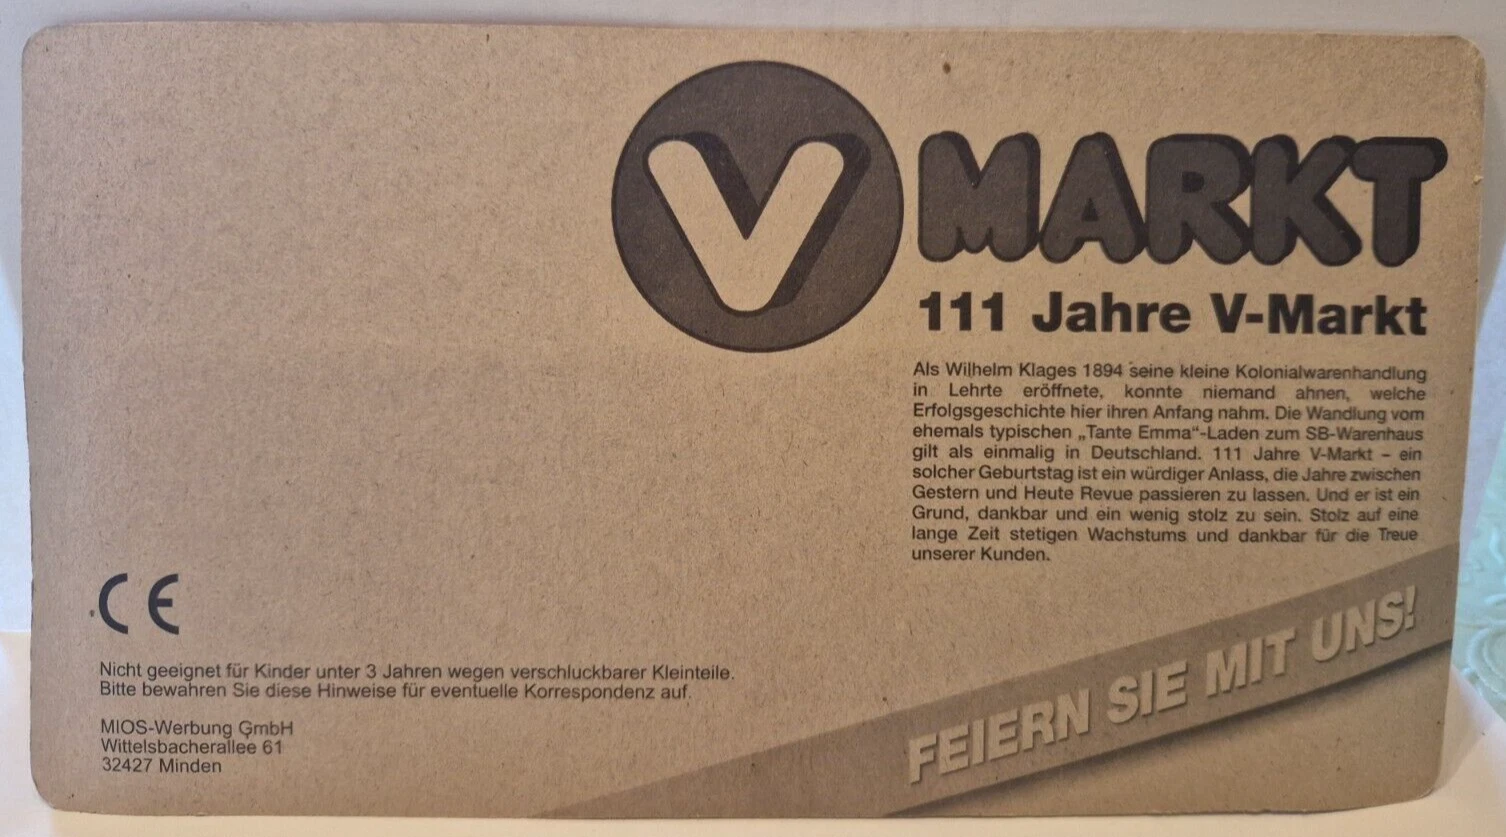 V MARKT
111 Jahre V-Markt
Als Wilhelm Klages 1894 seine kleine Kolonialwarenhandlung
in Lehrte eröffnete, konnte niemand ahnen, welche
Erfolgsgeschichte hier ihren Anfang nahm. Die Wandlung vom
ehemals typischen „Tante Emma“-Laden zum SB-Warenhaus
gilt als einmalig in Deutschland. 111 Jahre V-Markt – ein
solcher Geburtstag ist ein würdiger Anlass, die Jahre zwischen
Gestern und Heute Revue passieren zu lassen. Und er ist ein
Grund, dankbar und ein wenig stolz zu sein. Stolz auf eine
lange Zeit stetigen Wachstums und dankbar für die Treue
unserer Kunden.
FEIERN SIE MIT UNS!
CE
Nicht geeignet für Kinder unter 3 Jahren wegen verschluckbarer Kleinteile.
Bitte bewahren Sie diese Hinweise für eventuelle Korrespondenz auf.
MIOS-Werbung GmbH
Wittelsbacherallee 61
32427 Minden